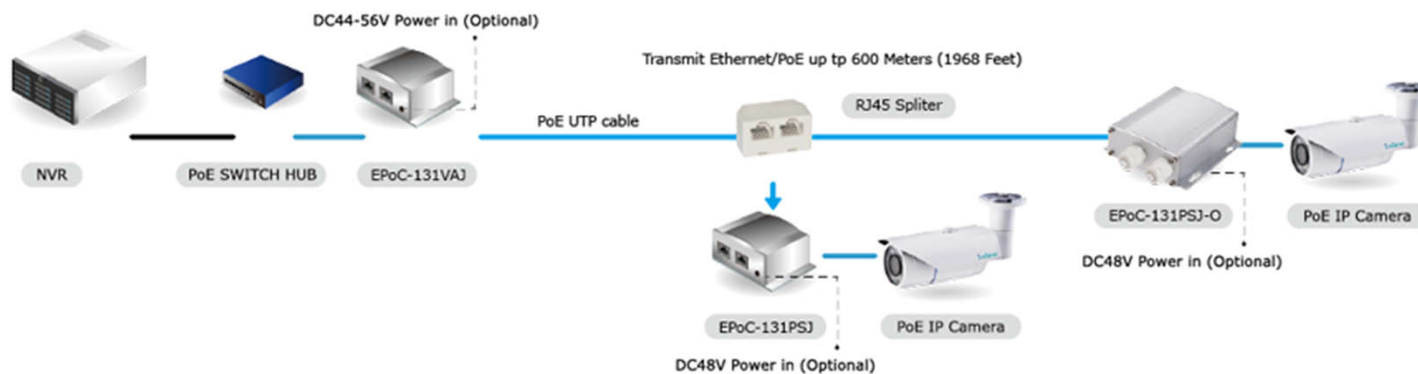 DC44-56V Power in (Optional)
Transmit Ethernet/PoE up tp 600 Meters (1968 Feet)
RJ45 Spliter
PoE UTP cable
NVR
PoE SWITCH HUB
EPoC-131VAJ
EPoC-131PSJ-O
PoE IP Camera
DC48V Power in (Optional)
EPoC-131PSJ
PoE IP Camera
DC48V Power in (Optional)